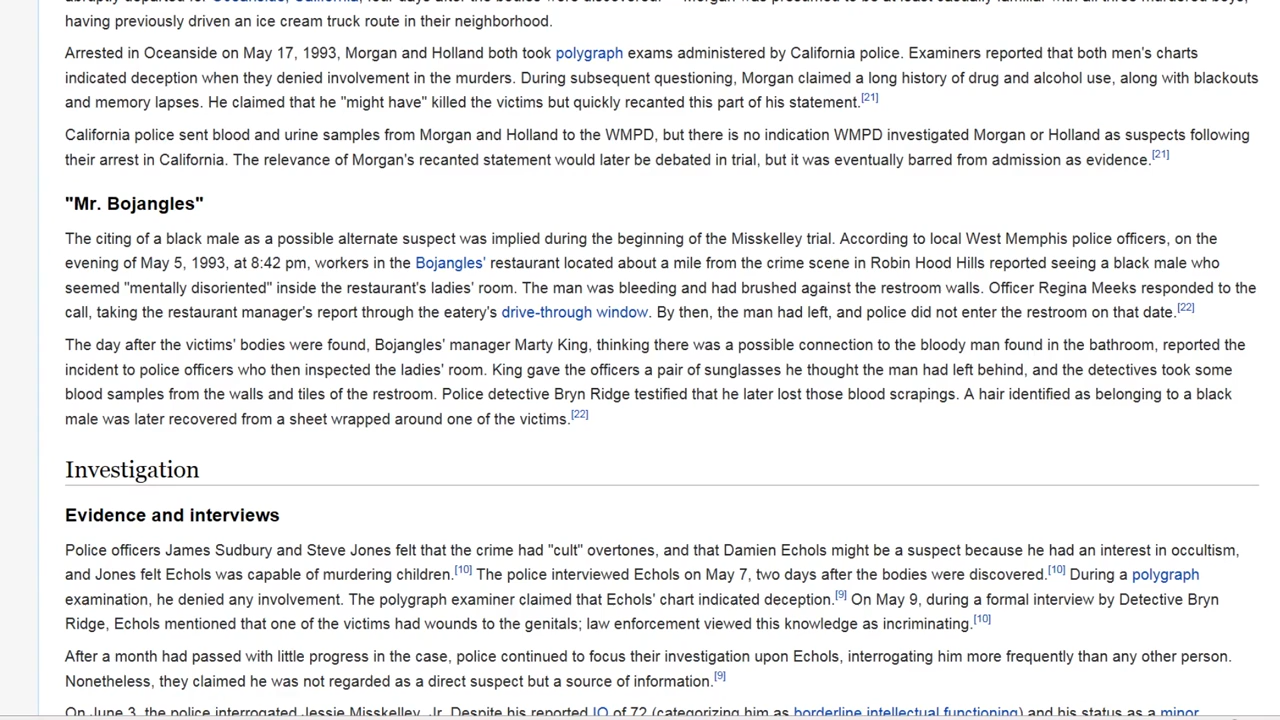 having previously driven an ice cream truck route in their neighborhood.
Arrested in Oceanside on May 17, 1993, Morgan and Holland both took polygraph exams administered by California police. Examiners reported that both men's charts
indicated deception when they denied involvement in the murders. During subsequent questioning, Morgan claimed a long history of drug and alcohol use, along with blackouts
and memory lapses. He claimed that he "might have" killed the victims but quickly recanted this part of his statement.[21]
California police sent blood and urine samples from Morgan and Holland to the WMPD, but there is no indication WMPD investigated Morgan or Holland as suspects following
their arrest in California. The relevance of Morgan's recanted statement would later be debated in trial, but it was eventually barred from admission as evidence.[21]
"Mr. Bojangles"
The citing of a black male as a possible alternate suspect was implied during the beginning of the Misskelley trial. According to local West Memphis police officers, on the
evening of May 5, 1993, at 8:42 pm, workers in the Bojangles' restaurant located about a mile from the crime scene in Robin Hood Hills reported seeing a black male who
seemed "mentally disoriented" inside the restaurant's ladies' room. The man was bleeding and had brushed against the restroom walls. Officer Regina Meeks responded to the
call, taking the restaurant manager's report through the eatery's drive-through window. By then, the man had left, and police did not enter the restroom on that date.[22]
The day after the victims' bodies were found, Bojangles' manager Marty King, thinking there was a possible connection to the bloody man found in the bathroom, reported the
incident to police officers who then inspected the ladies' room. King gave the officers a pair of sunglasses he thought the man had left behind, and the detectives took some
blood samples from the walls and tiles of the restroom. Police detective Bryn Ridge testified that he later lost those blood scrapings. A hair identified as belonging to a black
male was later recovered from a sheet wrapped around one of the victims.[22]
Investigation
Evidence and interviews
Police officers James Sudbury and Steve Jones felt that the crime had "cult" overtones, and that Damien Echols might be a suspect because he had an interest in occultism,
and Jones felt Echols was capable of murdering children.[10] The police interviewed Echols on May 7, two days after the bodies were discovered.[10] During a polygraph
examination, he denied any involvement. The polygraph examiner claimed that Echols' chart indicated deception.[9] On May 9, during a formal interview by Detective Bryn
Ridge, Echols mentioned that one of the victims had wounds to the genitals; law enforcement viewed this knowledge as incriminating.[10]
After a month had passed with little progress in the case, police continued to focus their investigation upon Echols, interrogating him more frequently than any other person.
Nonetheless, they claimed he was not regarded as a direct suspect but a source of information.[9]
On June 3, the police interrogated Jessie Misskelley, Jr. Despite his reported IQ of 72 (categorizing him as borderline intellectual functioning) and his status as a minor